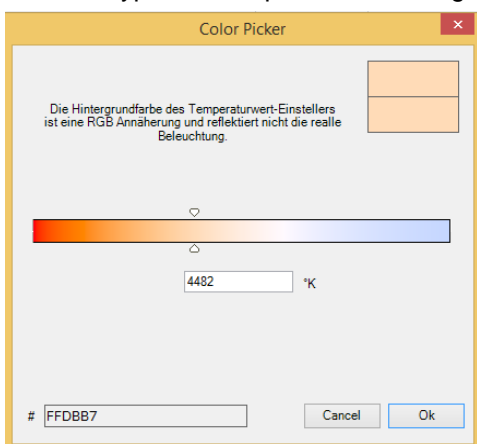 Color Picker
Die Hintergrundfarbe des Temperaturwert-Einstellers
ist eine RGB Annäherung und reflektiert nicht die realle
Beleuchtung.
4482 °K
# FFDBB7 Cancel Ok